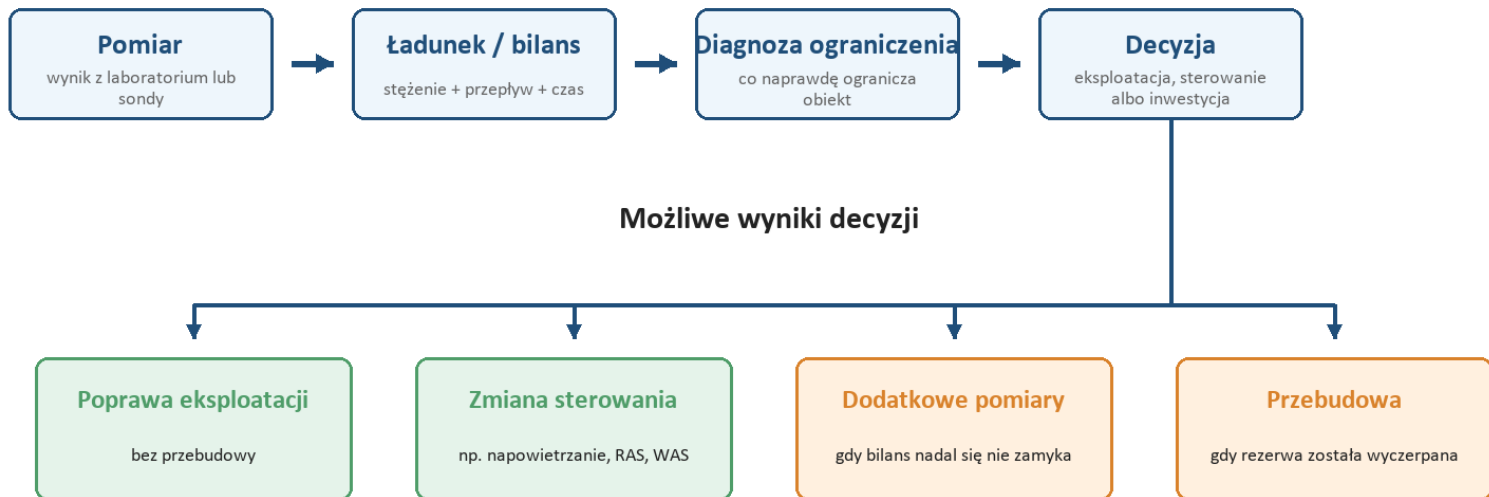 Pomiar
wynik z laboratorium lub
sondy
Ładunek / bilans
stężenie + przepływ + czas
Diagnoza ograniczenia
co naprawdę ogranicza
obiekt
Decyzja
eksploatacja, sterowanie
albo inwestycja
Możliwe wyniki decyzji
Poprawa eksploatacji
bez przebudowy
Zmiana sterowania
np. napowietrzanie, RAS, WAS
Dodatkowe pomiary
gdy bilans nadal się nie zamyka
Przebudowa
gdy rezerwa została wyczerpana